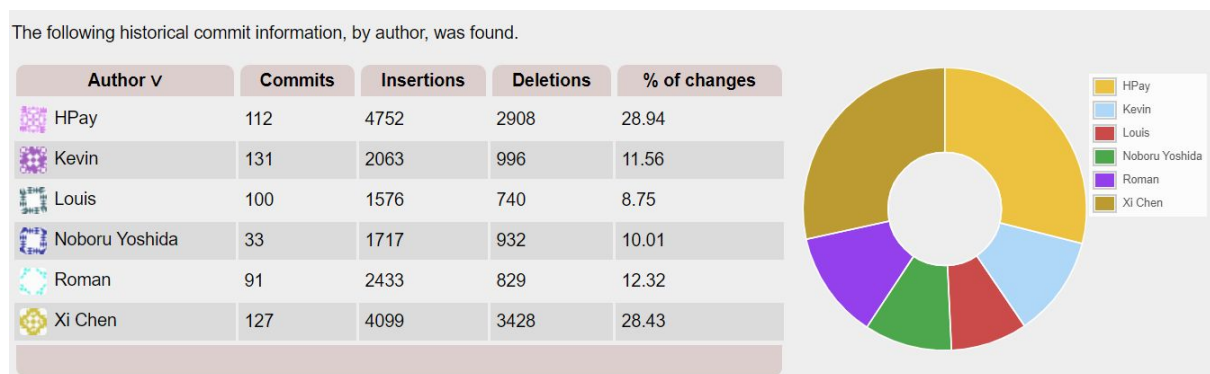 The following historical commit information, by author, was found.
Author V Commits Insertions Deletions % of changes
HPay 112 4752 2908 28.94
Kevin 131 2063 996 11.56
Louis 100 1576 740 8.75
Noboru Yoshida 33 1717 932 10.01
Roman 91 2433 829 12.32
Xi Chen 127 4099 3428 28.43
HPay
Kevin
Louis
Noboru Yoshida
Roman
Xi Chen